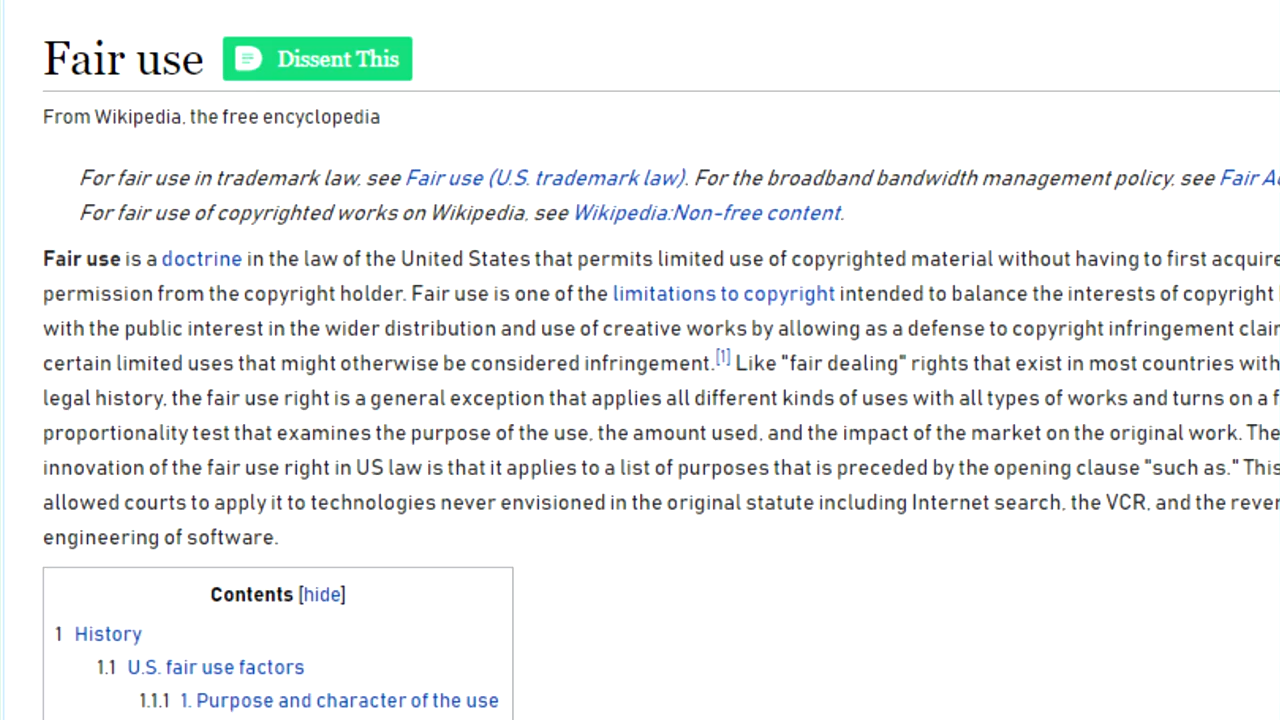 Fair use Dissent This
From Wikipedia, the free encyclopedia
For fair use in trademark law, see Fair use (U.S. trademark law). For the broadband bandwidth management policy, see Fair
For fair use of copyrighted works on Wikipedia, see Wikipedia:Non-free content.
Fair use is a doctrine in the law of the United States that permits limited use of copyrighted material without having to first acquire
permission from the copyright holder. Fair use is one of the limitations to copyright intended to balance the interests of copyright
with the public interest in the wider distribution and use of creative works by allowing as a defense to copyright infringement
certain limited uses that might otherwise be considered infringement.[1] Like "fair dealing" rights that exist in most countries with
legal history, the fair use right is a general exception that applies all different kinds of uses with all types of works and turns on a
proportionality test that examines the purpose of the use, the amount used, and the impact of the market on the original work. The
innovation of the fair use right in US law is that it applies to a list of purposes that is preceded by the opening clause "such as." This
allowed courts to apply it to technologies never envisioned in the original statute including Internet search, the VCR, and the
engineering of software.
Contents [hide]
1 History
1.1 U.S. fair use factors
1.1.1 1. Purpose and character of the use